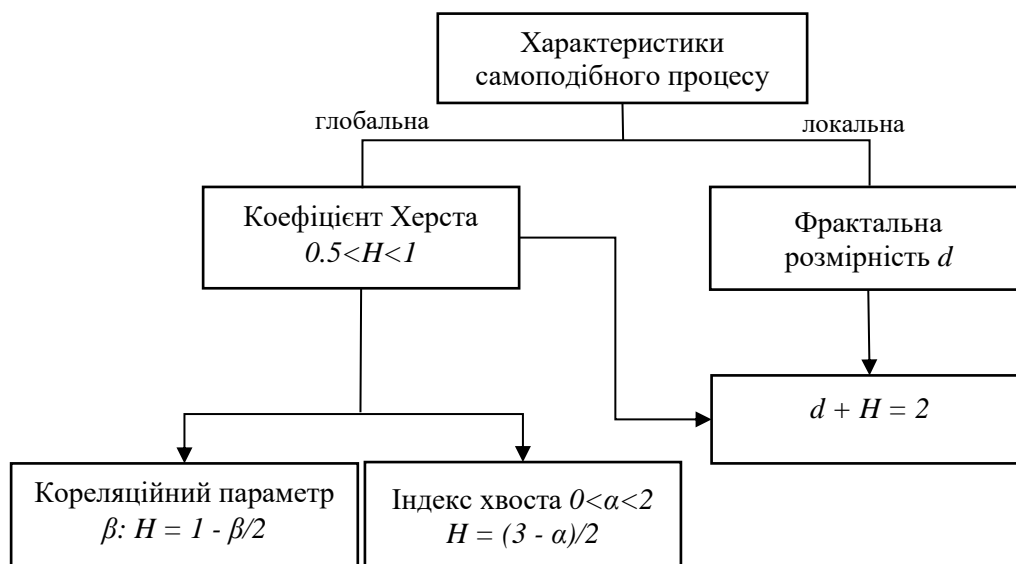 Характеристики
самоподібного процесу
глобальна
локальна
Коефіцієнт Херста
0.5<H<1
Фрактальна
розмірність d
d + H = 2
Кореляційний параметр
β: H = 1 - β/2
Індекс хвоста 0<α<2
H = (3 - α)/2